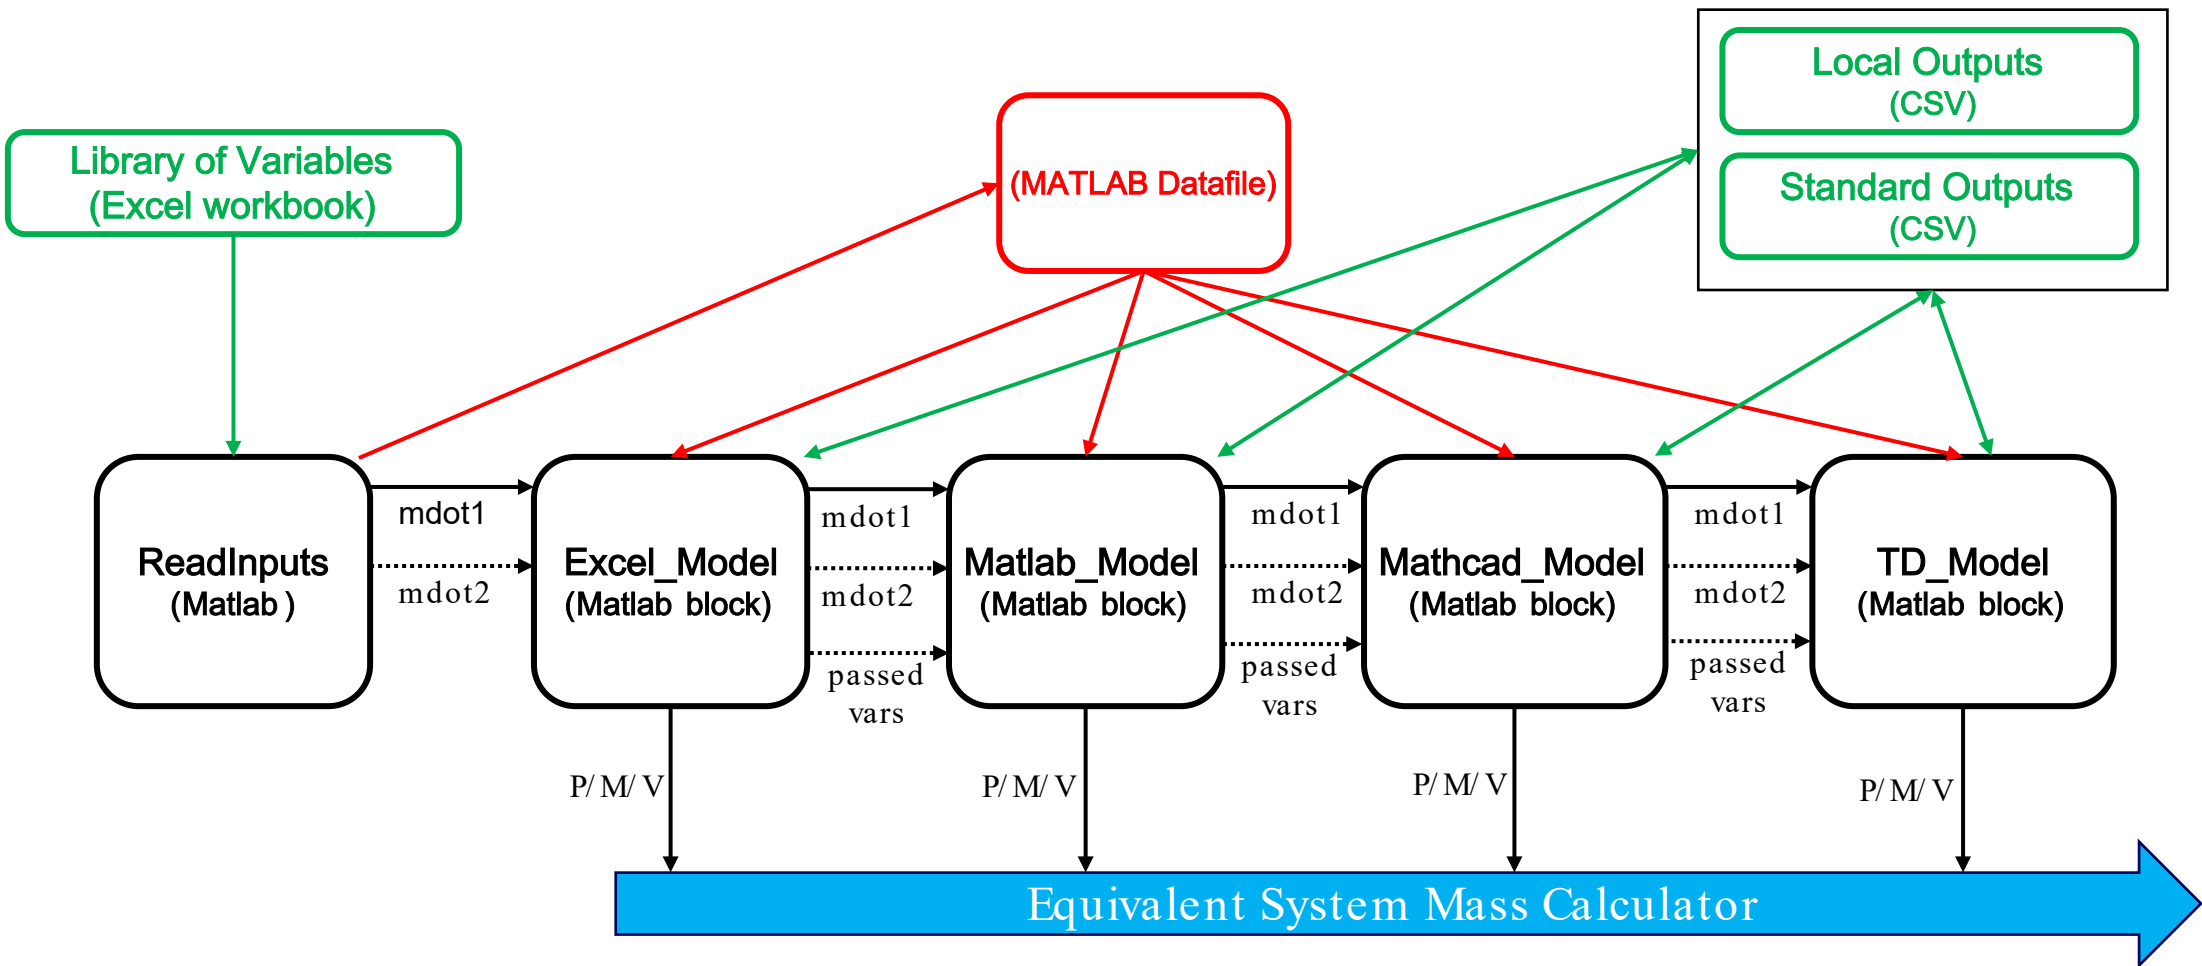 Local Outputs
(CSV)
Standard Outputs
(CSV)
Library of Variables
(Excel workbook)
(MATLAB Datafile)
ReadInputs
(Matlab )
mdot1
mdot2
Excel_Model
(Matlab block)
mdot1
mdot2
passed
vars
Matlab_Model
(Matlab block)
mdot1
mdot2
passed
vars
Mathcad_Model
(Matlab block)
mdot1
mdot2
passed
vars
TD_Model
(Matlab block)
P/ M/ V
P/ M/ V
P/ M/ V
P/ M/ V
Equivalent System Mass Calculator